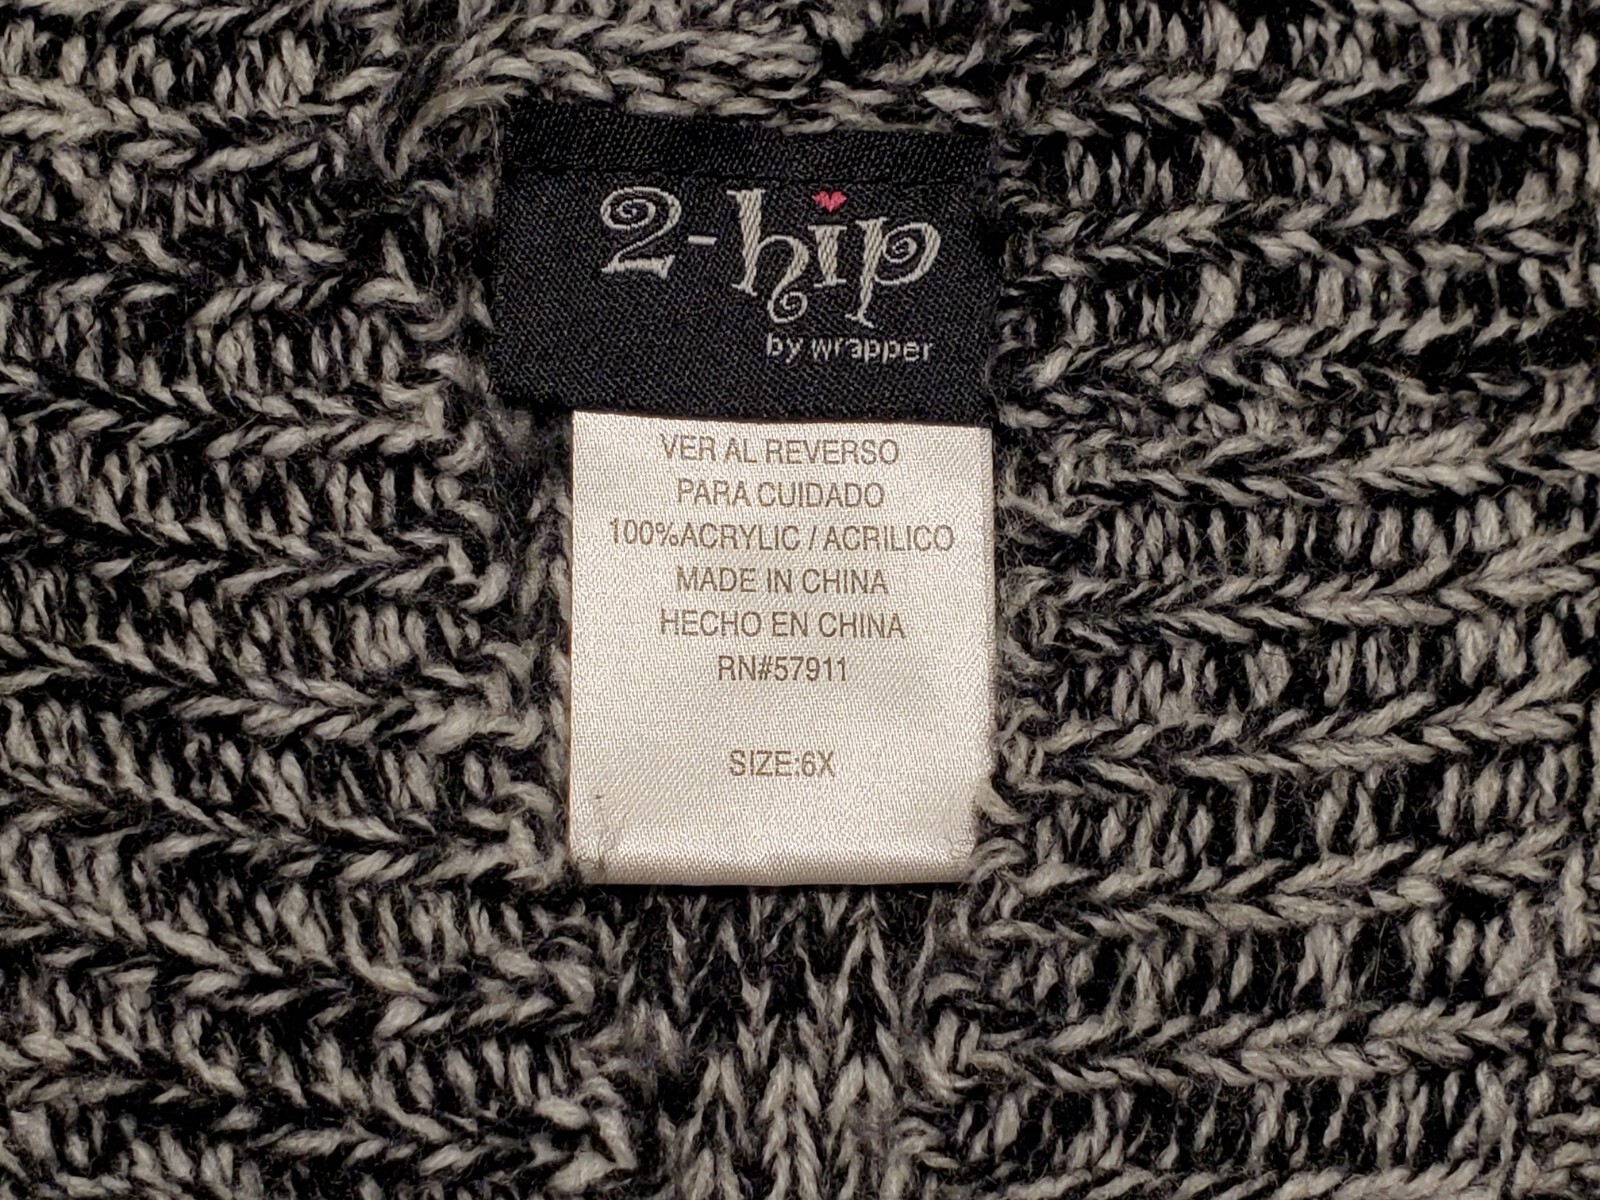 2-hip
by wrapper
VER AL REVERSO
PARA CUIDADO
100%ACRYLIC / ACRILICO
MADE IN CHINA
HECHO EN CHINA
RN#57911
SIZE:6X